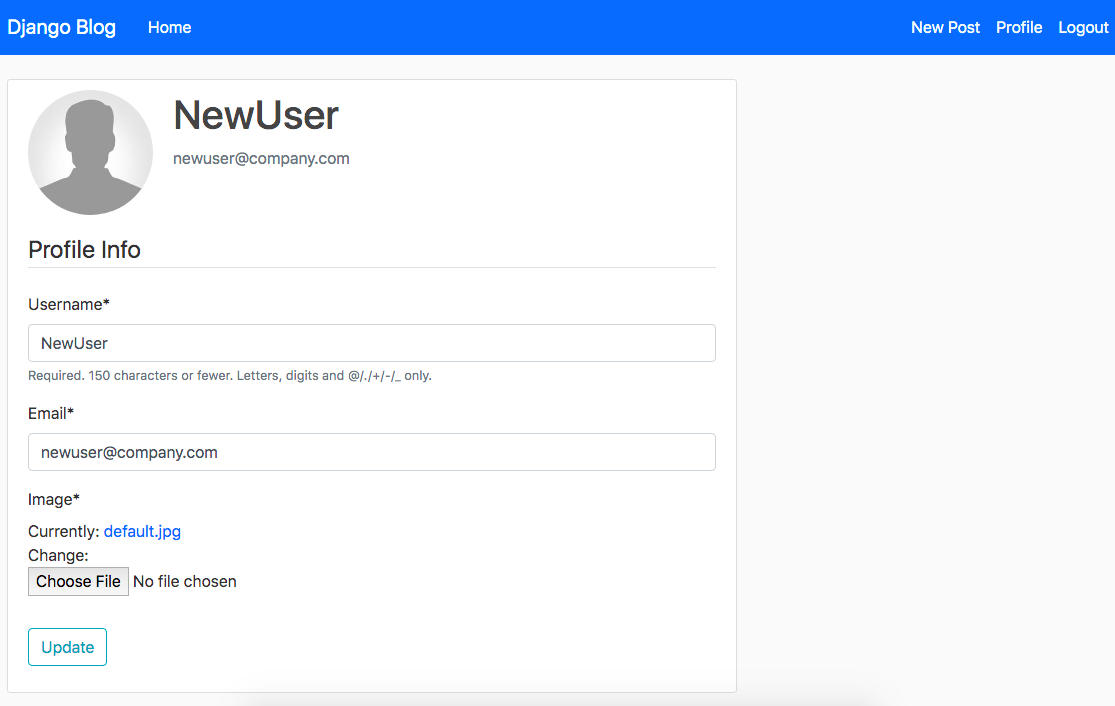 Django Blog Home New Post Profile Logout
NewUser
newuser@company.com
Profile Info
Username*
NewUser
Required. 150 characters or fewer. Letters, digits and @/./+/-/_ only.
Email*
newuser@company.com
Image*
Currently: default.jpg
Change:
Choose File No file chosen
Update